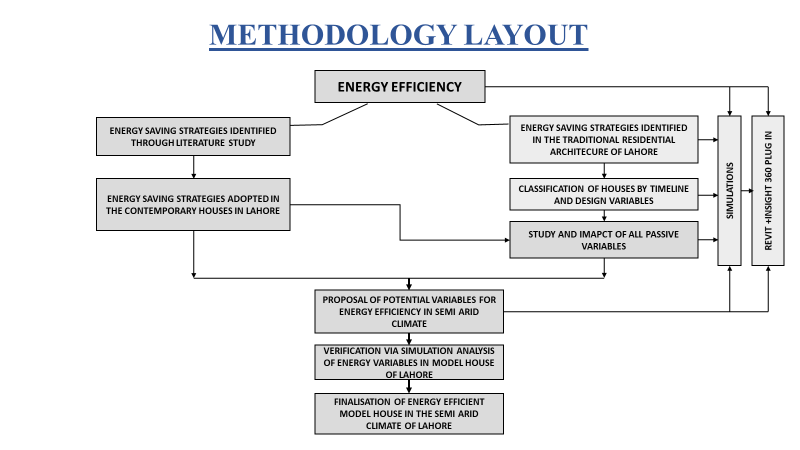 METHODOLOGY LAYOUT
ENERGY EFFICIENCY
ENERGY SAVING STRATEGIES IDENTIFIED
THROUGH LITERATURE STUDY
ENERGY SAVING STRATEGIES ADOPTED IN
THE CONTEMPORARY HOUSES IN LAHORE
ENERGY SAVING STRATEGIES IDENTIFIED
IN THE TRADITIONAL RESIDENTIAL
ARCHITECURE OF LAHORE
CLASSIFICATION OF HOUSES BY TIMELINE
AND DESIGN VARIABLES
STUDY AND IMAPCT OF ALL PASSIVE
VARIABLES
SIMULATIONS
REVIT +INSIGHT 360 PLUG IN
PROPOSAL OF POTENTIAL VARIABLES FOR
ENERGY EFFICIENCY IN SEMI ARID
CLIMATE
VERIFICATION VIA SIMULATION ANALYSIS
OF ENERGY VARIABLES IN MODEL HOUSE
OF LAHORE
FINALISATION OF ENERGY EFFICIENT
MODEL HOUSE IN THE SEMI ARID
CLIMATE OF LAHORE